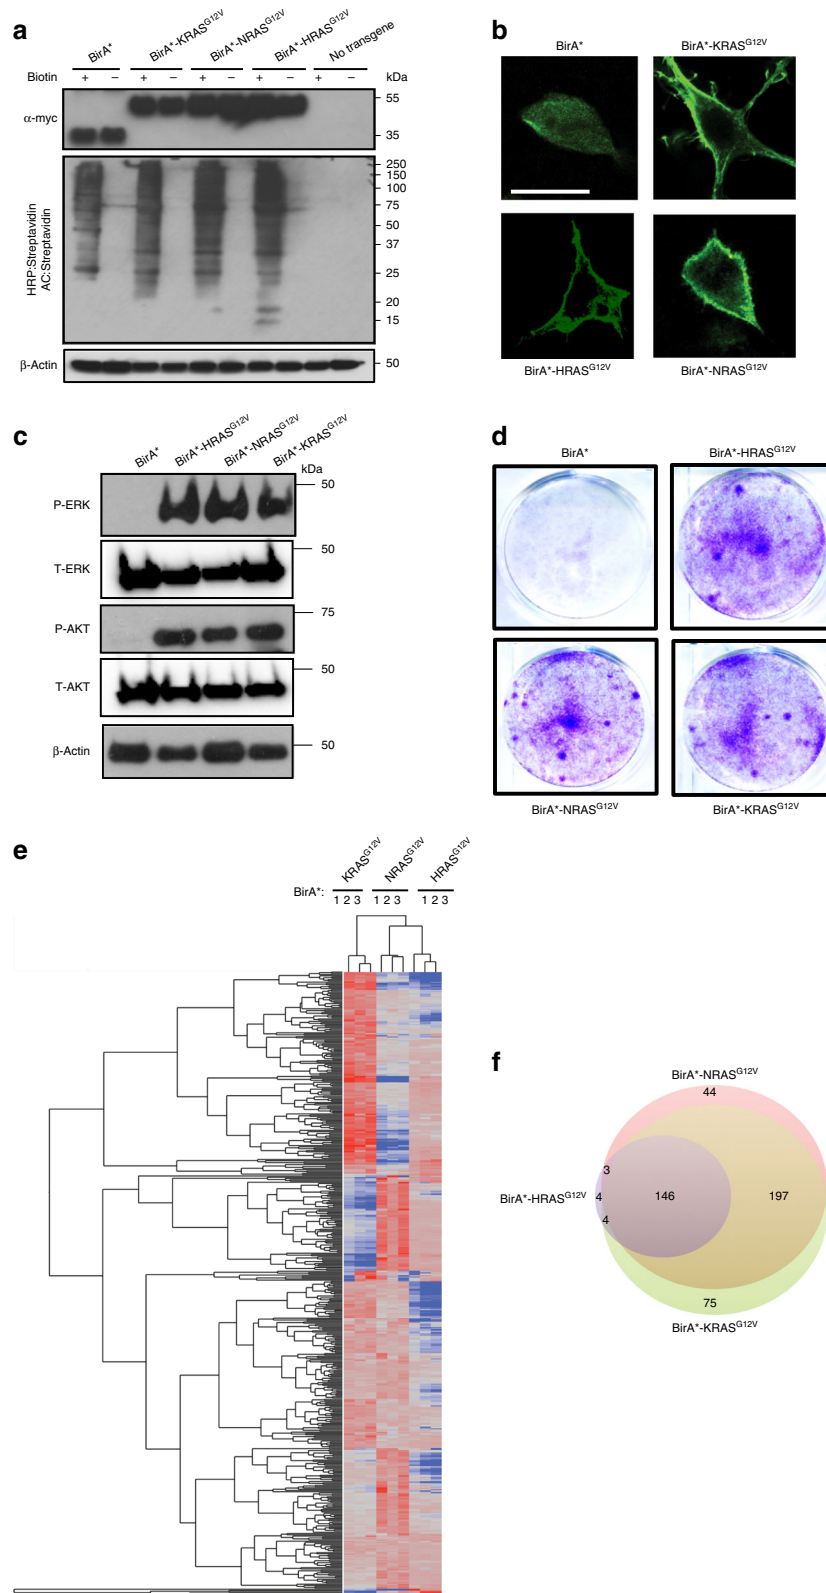 a
BirA* BirA*-KRASG12V BirA*-NRASG12V BirA*-HRASG12V No transgene
Biotin + – + – + – + – + – kDa
α-myc
55
35
HRP:Streptavidin
AC:Streptavidin
250
150
100
75
50
37
25
20
15
β-Actin
50
b
BirA* BirA*-KRASG12V
BirA*-HRASG12V BirA*-NRASG12V
c
BirA* BirA*-HRASG12V BirA*-NRASG12V BirA*-KRASG12V
kDa
P-ERK
50
T-ERK
50
P-AKT
75
T-AKT
50
β-Actin
50
d
BirA* BirA*-HRASG12V
BirA*-NRASG12V BirA*-KRASG12V
e
KRASG12V NRASG12V HRASG12V
BirA*:
1 2 3 1 2 3 1 2 3
f
BirA*-NRASG12V
44
3
BirA*-HRASG12V 4 146 197
4
75
BirA*-KRASG12V